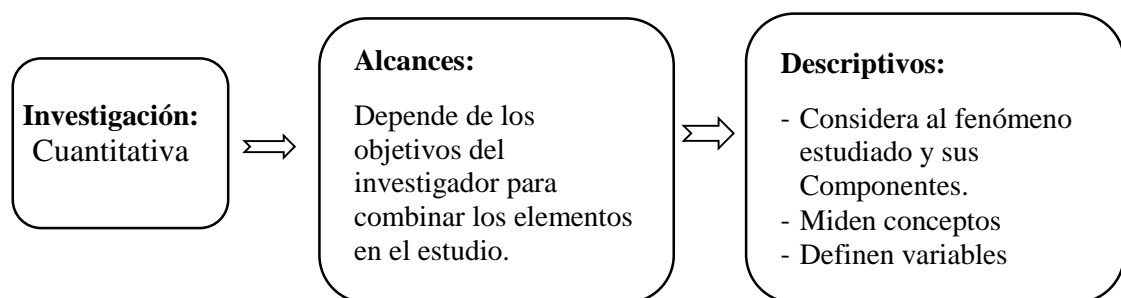 Investigación:
Cuantitativa
Alcances:
Depende de los
objetivos del
investigador para
combinar los elementos
en el estudio.
Descriptivos:
- Considera al fenómeno
estudiado y sus
Componentes.
- Miden conceptos
- Definen variables